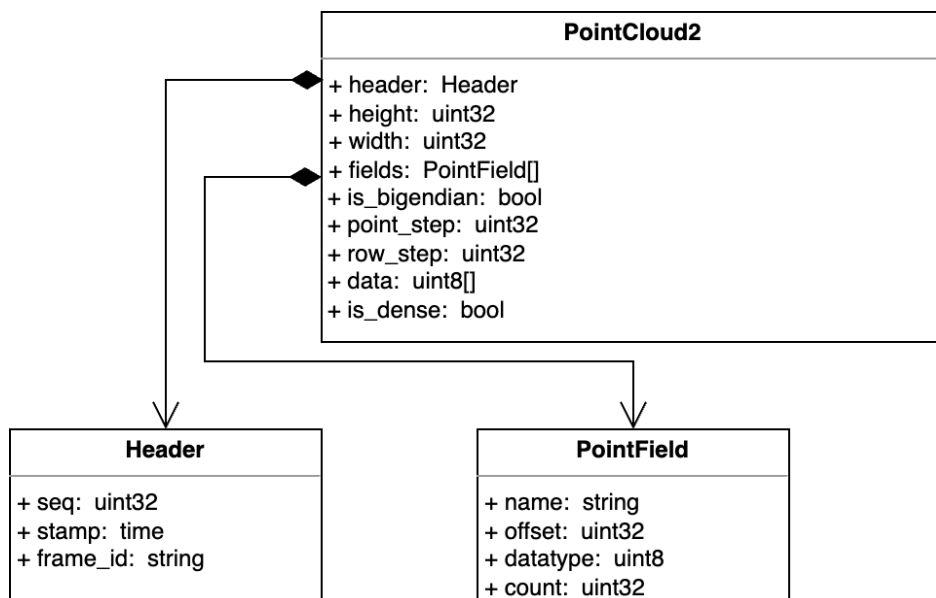 PointCloud2
+ header: Header
+ height: uint32
+ width: uint32
+ fields: PointField[]
+ is_bigendian: bool
+ point_step: uint32
+ row_step: uint32
+ data: uint8[]
+ is_dense: bool
Header
+ seq: uint32
+ stamp: time
+ frame_id: string
PointField
+ name: string
+ offset: uint32
+ datatype: uint8
+ count: uint32